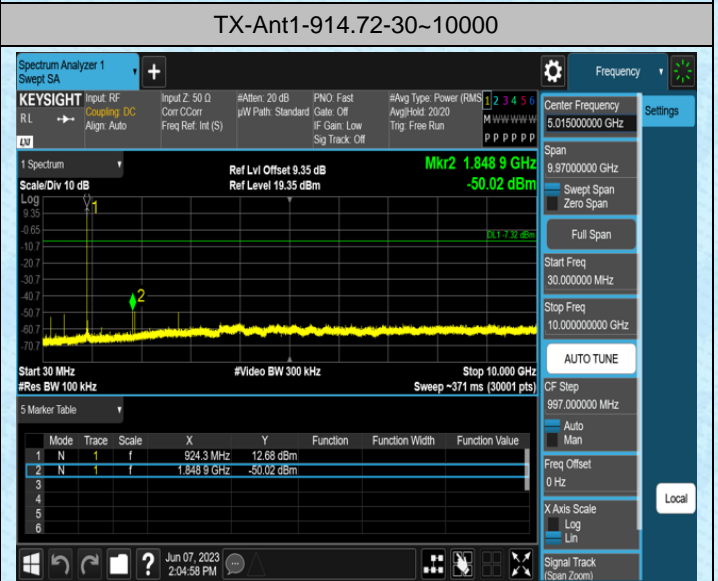 TX-Ant1-914.72-30~10000
Spectrum Analyzer 1
Swept SA
+
Frequency
KEYSIGHT
RL
LXI
Input: RF
Coupling: DC
Align: Auto
Input Z: 50 Ω
Corr CCorr
Freq Ref: Int (S)
#Atten: 20 dB
µW Path: Standard
PNO: Fast
Gate: Off
IF Gain: Low
Sig Track: Off
#Avg Type: Power (RMS
Avg|Hold: 20/20
Trig: Free Run
1 2 3 4 5 6
M W W W W W
P P P P P P
1 Spectrum
Scale/Div 10 dB
Log
Ref Lvl Offset 9.35 dB
Ref Level 19.35 dBm
Mkr2 1.848 9 GHz
-50.02 dBm
9.35
-0.65
-10.7
-20.7
-30.7
-40.7
-50.7
-60.7
-70.7
1
2
DL1 -7.32 dBm
Start 30 MHz
#Res BW 100 kHz
#Video BW 300 kHz
Stop 10.000 GHz
Sweep ~371 ms (30001 pts)
5 Marker Table
Mode Trace Scale X Y Function Function Width Function Value
1 N 1 f 924.3 MHz 12.68 dBm
2 N 1 f 1.848 9 GHz -50.02 dBm
3
4
5
6
Jun 07, 2023
2:04:58 PM
Center Frequency
5.015000000 GHz
Span
9.97000000 GHz
Swept Span
Zero Span
Full Span
Start Freq
30.000000 MHz
Stop Freq
10.000000000 GHz
AUTO TUNE
CF Step
997.000000 MHz
Auto
Man
Freq Offset
0 Hz
X Axis Scale
Log
Lin
Signal Track
(Span Zoom)
Settings
Local